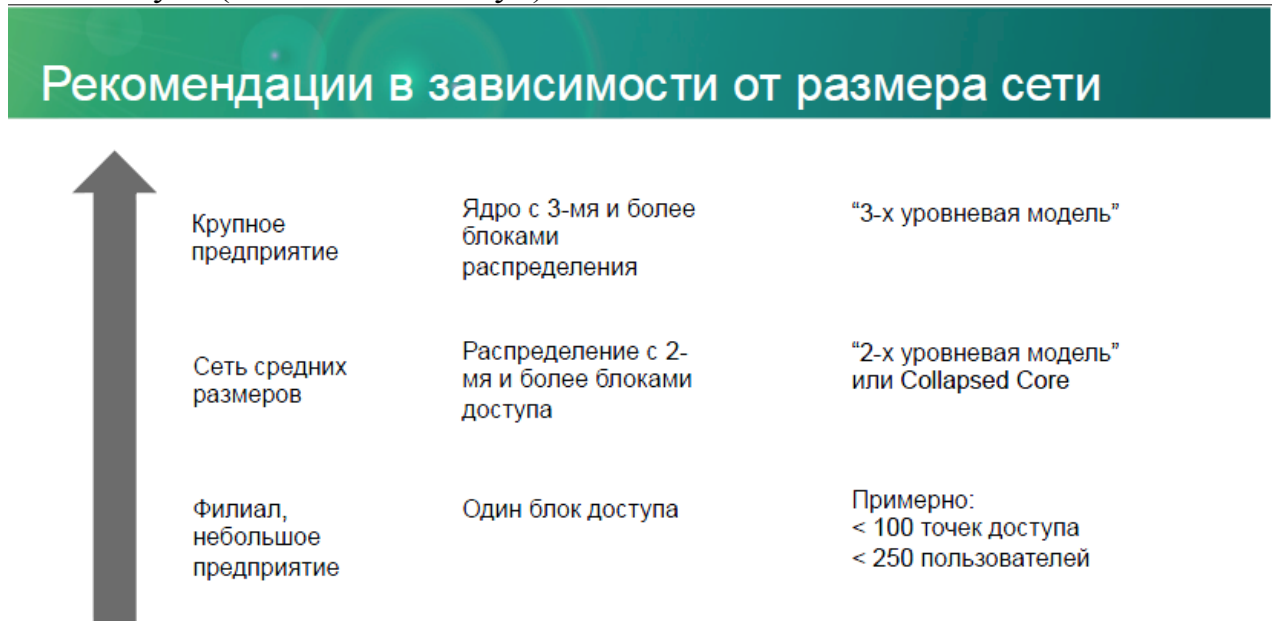 Рекомендации в зависимости от размера сети
Крупное
предприятие
Ядро с 3-мя и более
блоками
распределения
“3-х уровневая модель”
Сеть средних
размеров
Распределение с 2-
мя и более блоками
доступа
“2-х уровневая модель”
или Collapsed Core
Филиал,
небольшое
предприятие
Один блок доступа
Примерно:
< 100 точек доступа
< 250 пользователей